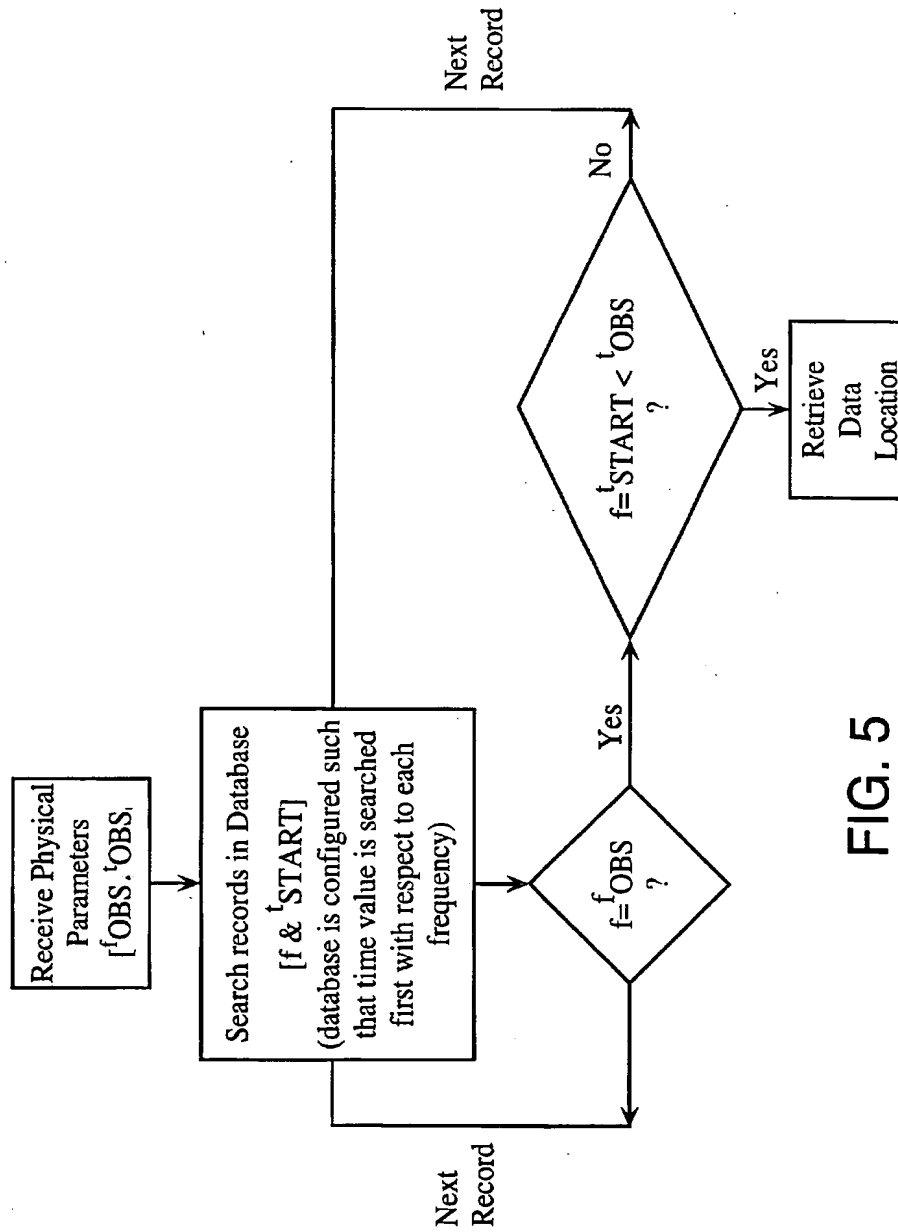 Receive Physical
Parameters
[fOBS, tOBS]
Search records in Database
[f & tSTART]
(database is configured such
that time value is searched
first with respect to each
frequency)
Next
Record
f=fOBS
?
Yes
f=tSTART < tOBS
?
No
Next
Record
Yes
Retrieve
Data
Location
FIG. 5